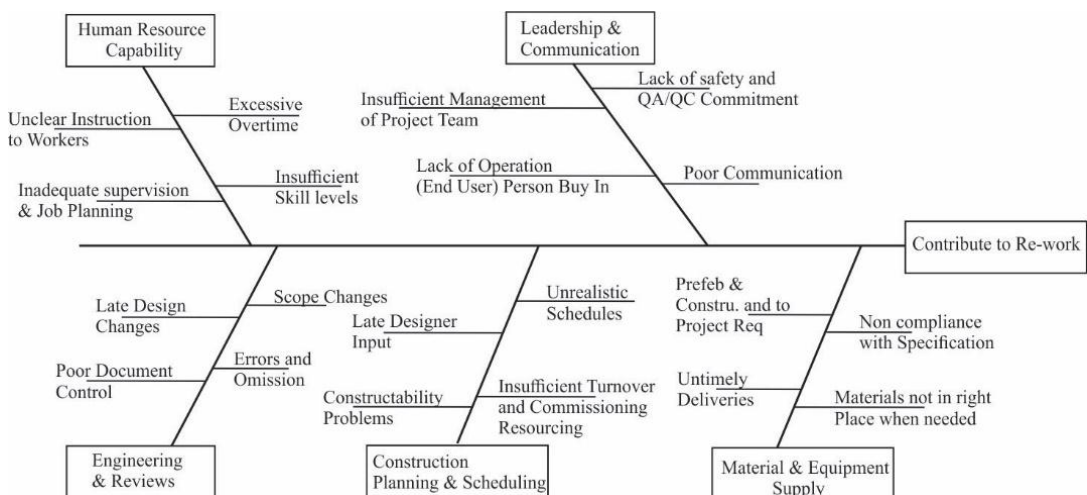 Human Resource
Capability
Leadership &
Communication
Unclear Instruction
to Workers
Excessive
Overtime
Inadequate supervision
& Job Planning
Insufficient
Skill levels
Insufficient Management
of Project Team
Lack of safety and
QA/QC Commitment
Lack of Operation
(End User) Person Buy In
Poor Communication
Contribute to Re-work
Late Design
Changes
Scope Changes
Poor Document
Control
Errors and
Omission
Late Designer
Input
Unrealistic
Schedules
Constructability
Problems
Insufficient Turnover
and Commissioning
Resourcing
Prefeb &
Constru. and to
Project Req
Non compliance
with Specification
Untimely
Deliveries
Materials not in right
Place when needed
Engineering
& Reviews
Construction
Planning & Scheduling
Material & Equipment
Supply